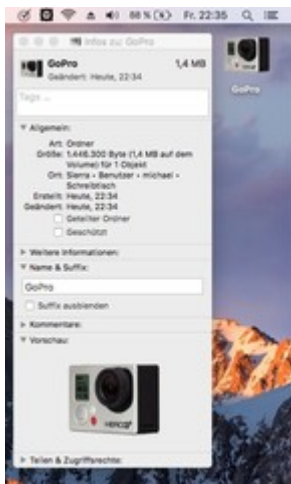 88 %
Fr. 22:35
Infos zu: GoPro
GoPro
1,4 MB
Geändert: Heute, 22:34
GoPro
Tags ...
Allgemein:
Art: Ordner
Größe: 1.446.300 Byte (1,4 MB auf dem
Volume) für 1 Objekt
Ort: Sierra • Benutzer • michael •
Schreibtisch
Erstellt: Heute, 22:34
Geändert: Heute, 22:34
Geteilter Ordner
Geschützt
Weitere Informationen:
Name & Suffix:
GoPro
Suffix ausblenden
Kommentare:
Vorschau:
HERO3+
Teilen & Zugriffsrechte: